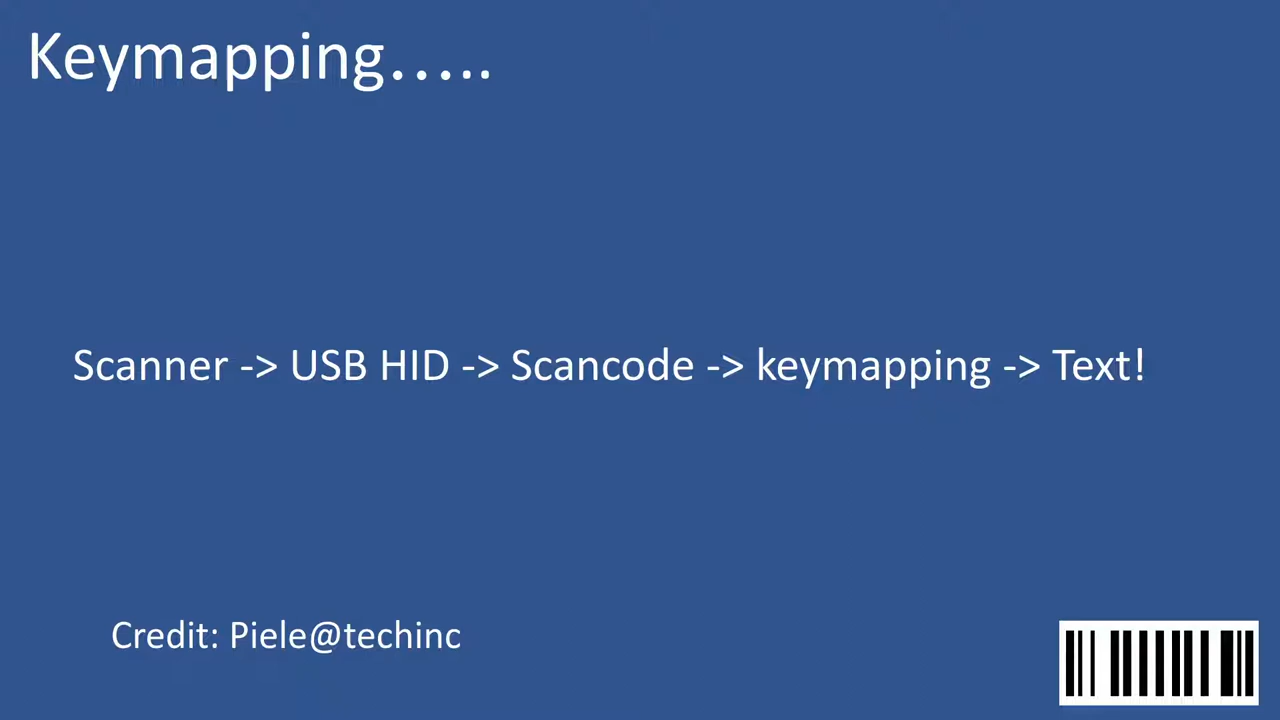 Keymapping.....
Scanner -> USB HID -> Scancode -> keymapping -> Text!
Credit: Piele@techinc